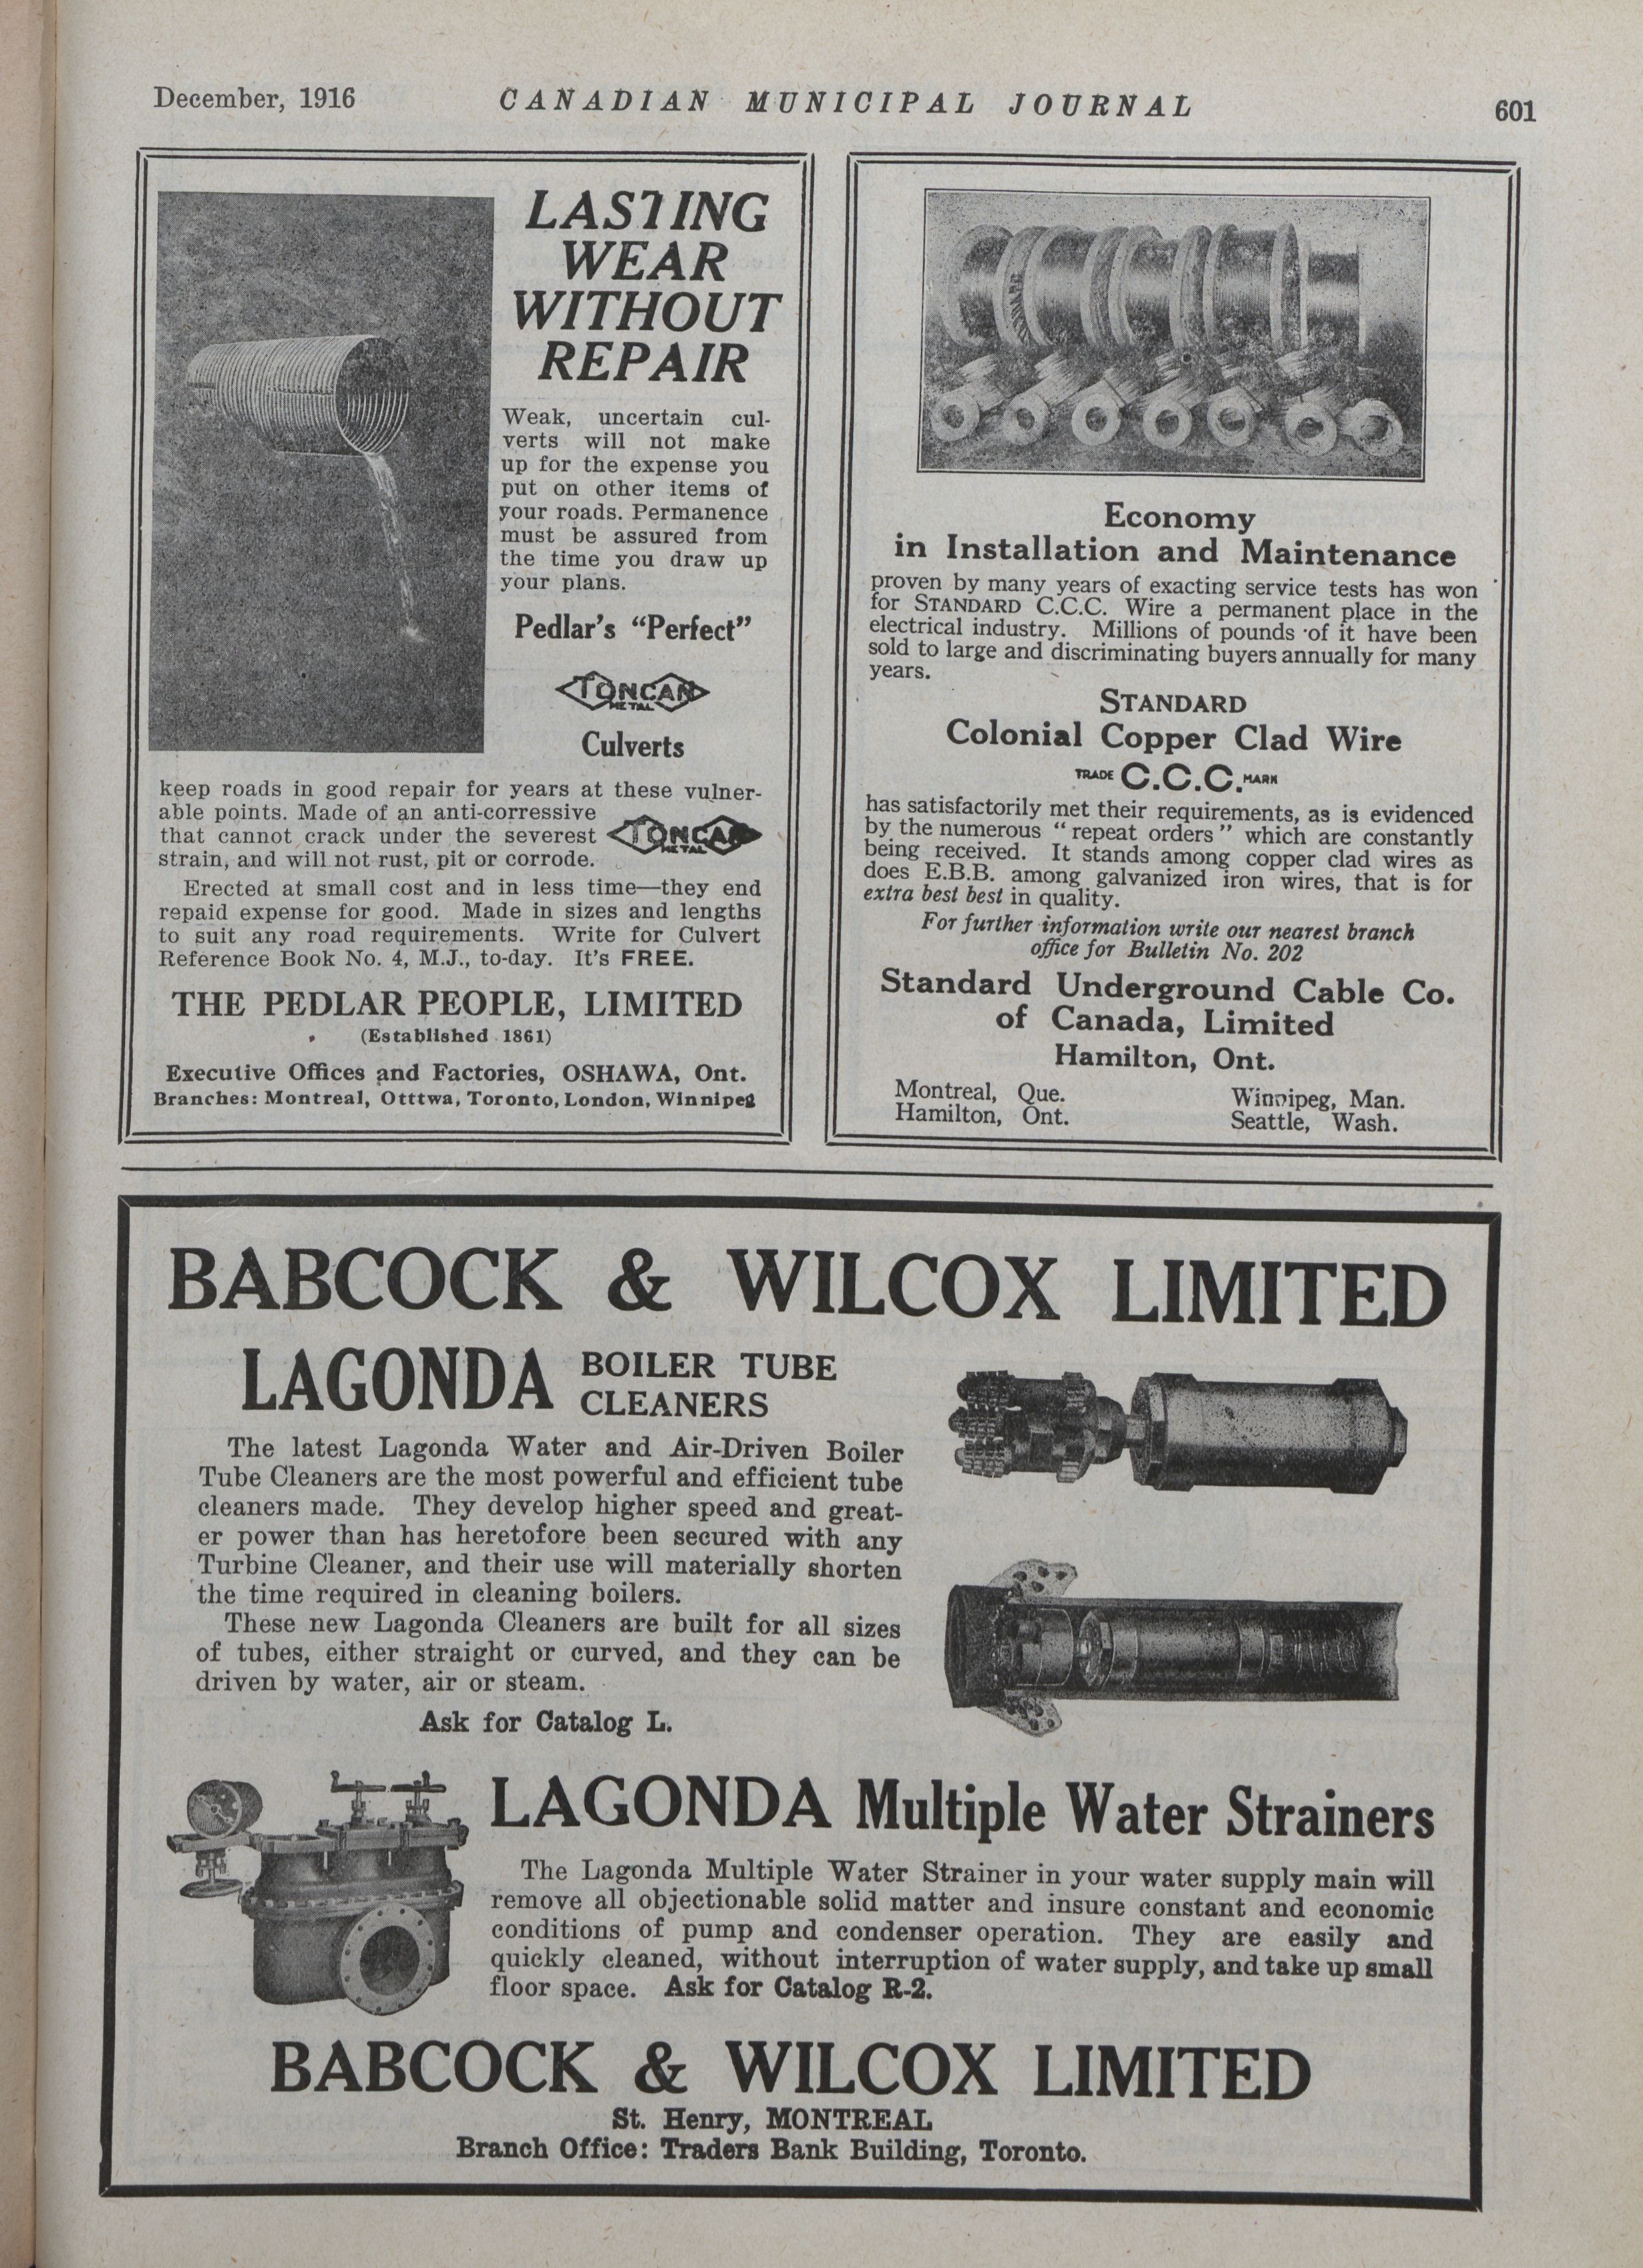 December, 1916
CANADIAN MUNICIPAL JOURNAL
601
LASTING
WEAR
WITHOUT
REPAIR
Weak, uncertain cul-
verts will not make
up for the expense you
put on other items of
your roads. Permanence
must be assured from
the time you draw up
your plans.
Pedlar's "Perfect"
TONCAN
METAL
Culverts
keep roads in good repair for years at these vulner-
able points. Made of an anti-corressive
that cannot crack under the severest
TONCAN
METAL
strain, and will not rust, pit or corrode.
Erected at small cost and in less time—they end
repaid expense for good. Made in sizes and lengths
to suit any road requirements. Write for Culvert
Reference Book No. 4, M.J., to-day. It's FREE.
THE PEDLAR PEOPLE, LIMITED
(Established 1861)
Executive Offices and Factories, OSHAWA, Ont.
Branches: Montreal, Otttwa, Toronto, London, Winnipeg
Economy
in Installation and Maintenance
proven by many years of exacting service tests has won
for STANDARD C.C.C. Wire a permanent place in the
electrical industry. Millions of pounds of it have been
sold to large and discriminating buyers annually for many
years.
STANDARD
Colonial Copper Clad Wire
TRADE C.C.C. MARK
has satisfactorily met their requirements, as is evidenced
by the numerous "repeat orders" which are constantly
being received. It stands among copper clad wires as
does E.B.B. among galvanized iron wires, that is for
extra best best in quality.
For further information write our nearest branch
office for Bulletin No. 202
Standard Underground Cable Co.
of Canada, Limited
Hamilton, Ont.
Montreal, Que. Winnipeg, Man.
Hamilton, Ont. Seattle, Wash.
BABCOCK & WILCOX LIMITED
LAGONDA BOILER TUBE
CLEANERS
The latest Lagonda Water and Air-Driven Boiler
Tube Cleaners are the most powerful and efficient tube
cleaners made. They develop higher speed and great-
er power than has heretofore been secured with any
Turbine Cleaner, and their use will materially shorten
the time required in cleaning boilers.
These new Lagonda Cleaners are built for all sizes
of tubes, either straight or curved, and they can be
driven by water, air or steam.
Ask for Catalog L.
LAGONDA Multiple Water Strainers
The Lagonda Multiple Water Strainer in your water supply main will
remove all objectionable solid matter and insure constant and economic
conditions of pump and condenser operation. They are easily and
quickly cleaned, without interruption of water supply, and take up small
floor space. Ask for Catalog R-2.
BABCOCK & WILCOX LIMITED
St. Henry, MONTREAL
Branch Office: Traders Bank Building, Toronto.